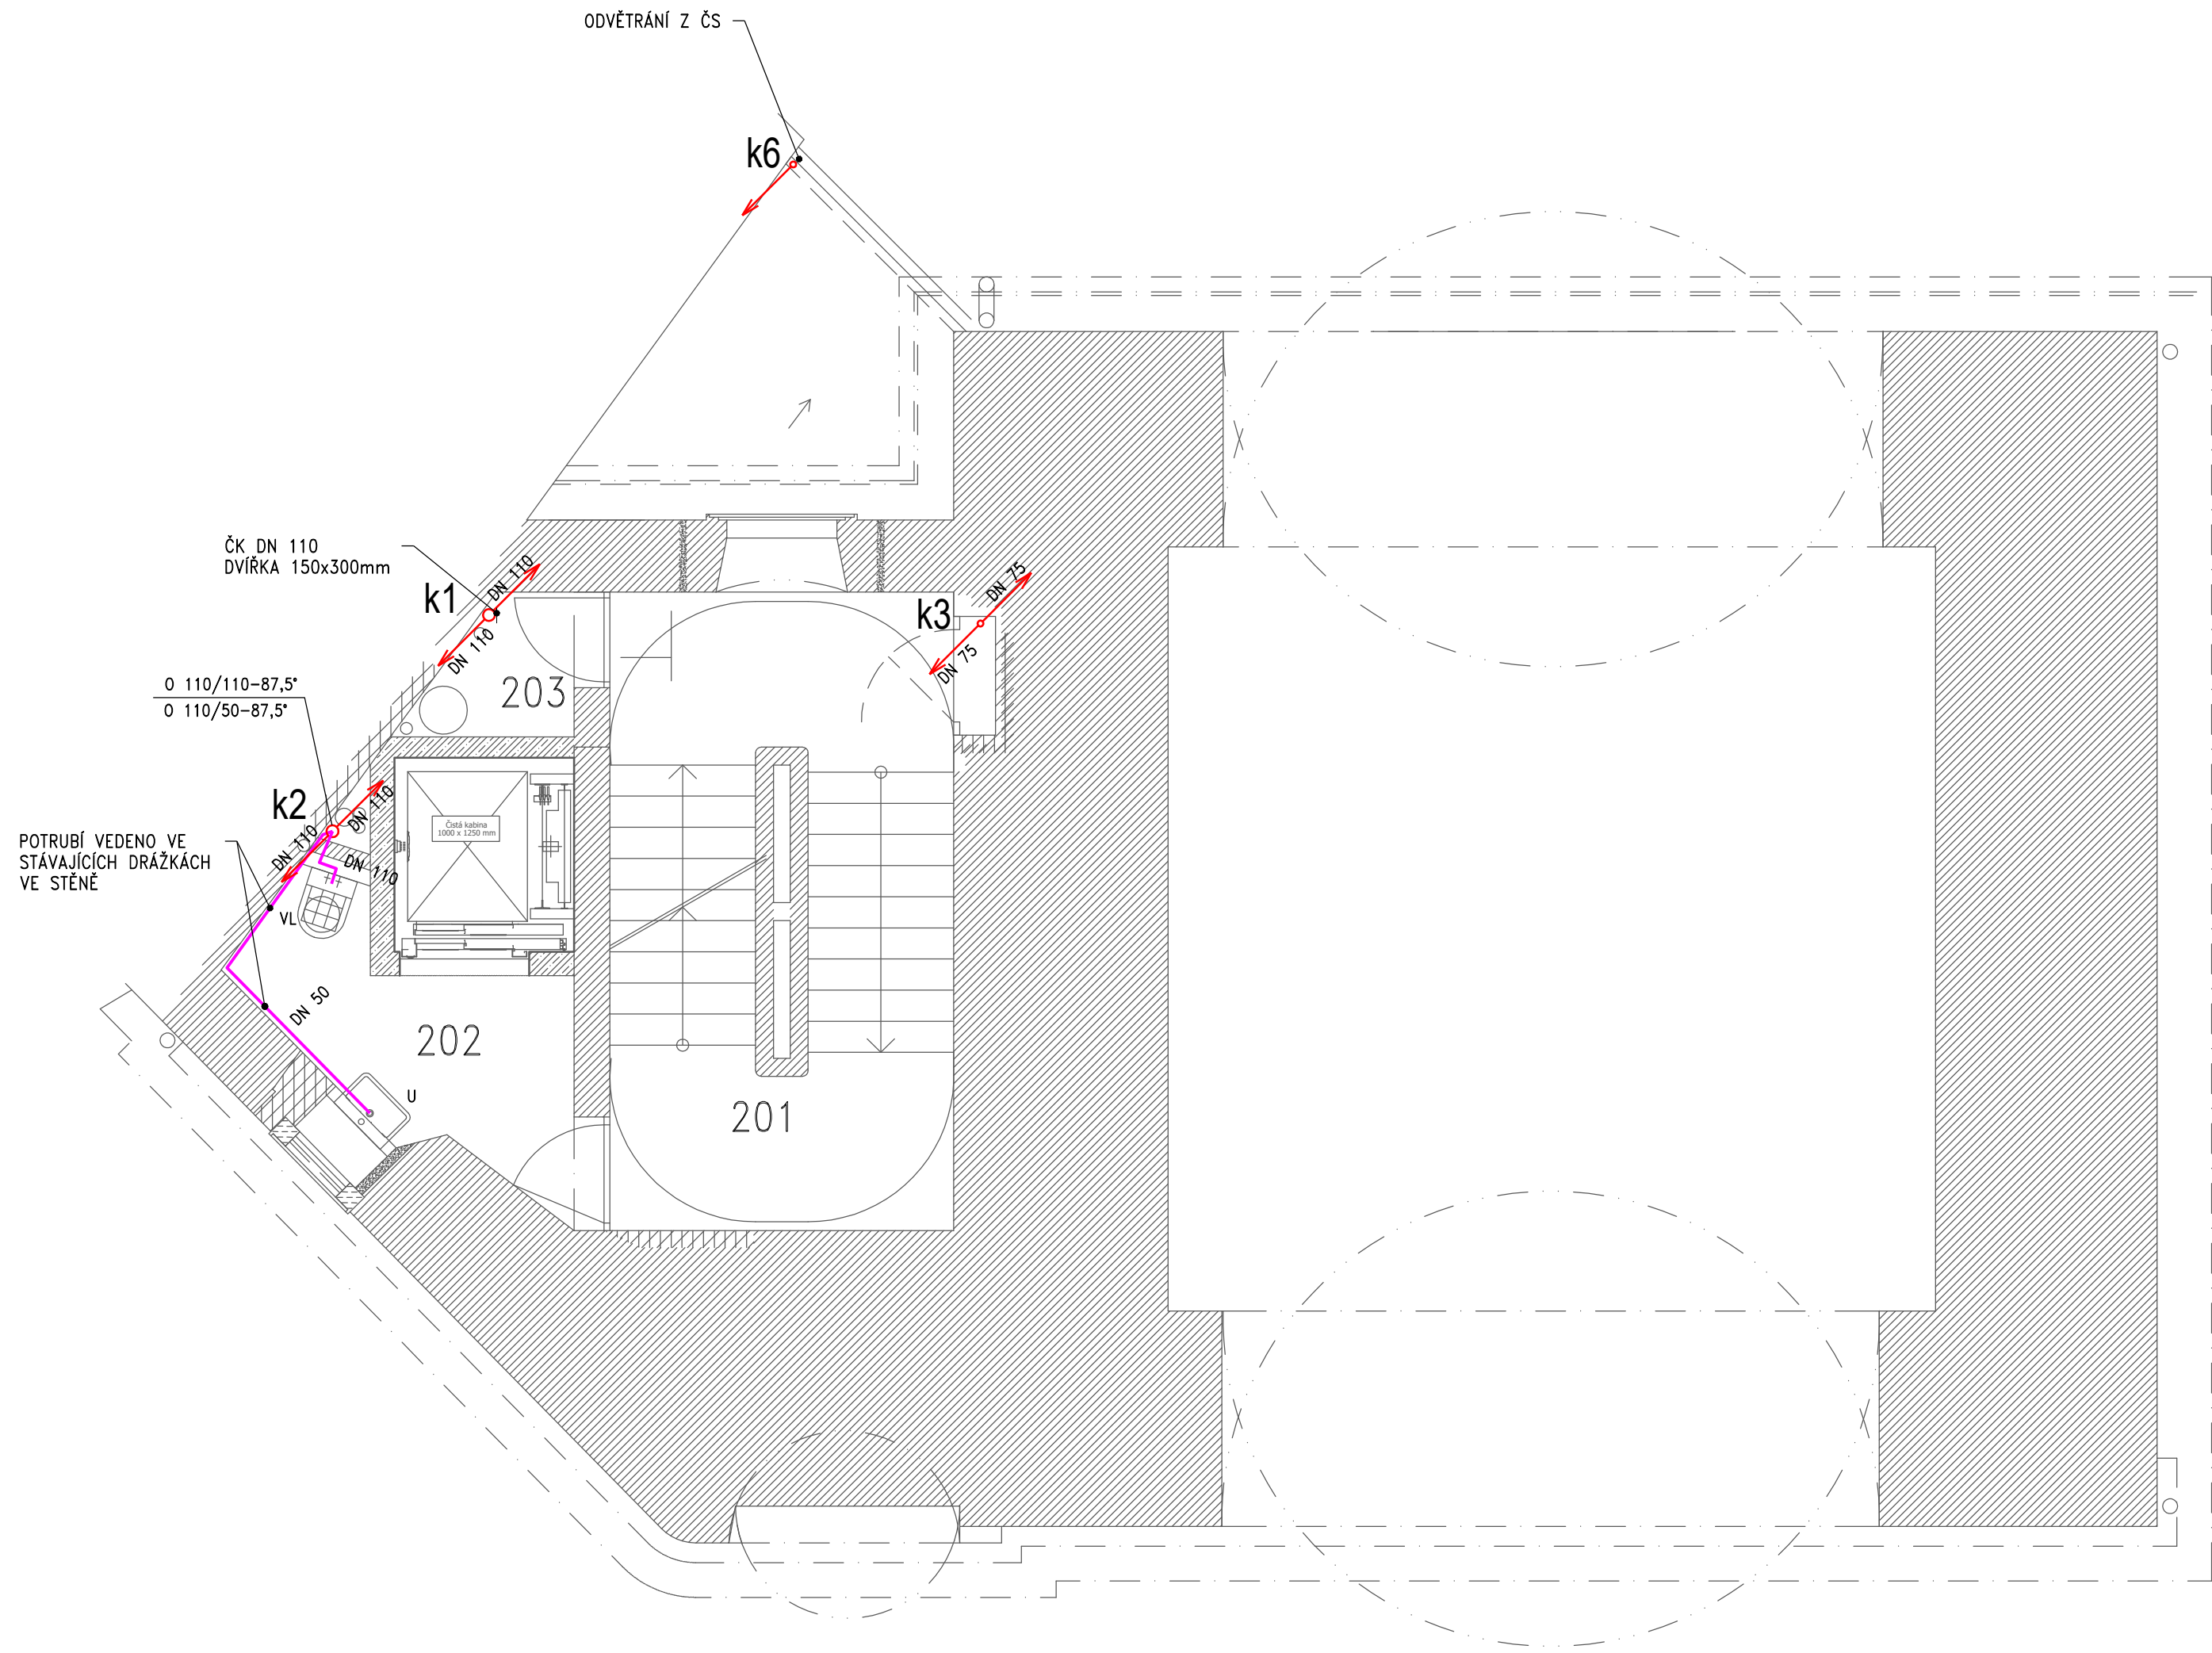 ODVĚTRÁNÍ Z ČS
k6
ČK DN 110
DVÍŘKA 150x300mm
k1
DN 110
DN 110
k3
DN 75
DN 75
203
O 110/110-87,5°
O 110/50-87,5°
k2
DN 110
DN 110
DN 110
Čistá kabina
1000 x 1250 mm
POTRUBÍ VEDENO VE
STÁVAJÍCÍCH DRÁŽKÁCH
VE STĚNĚ
VL
DN 50
202
U
201